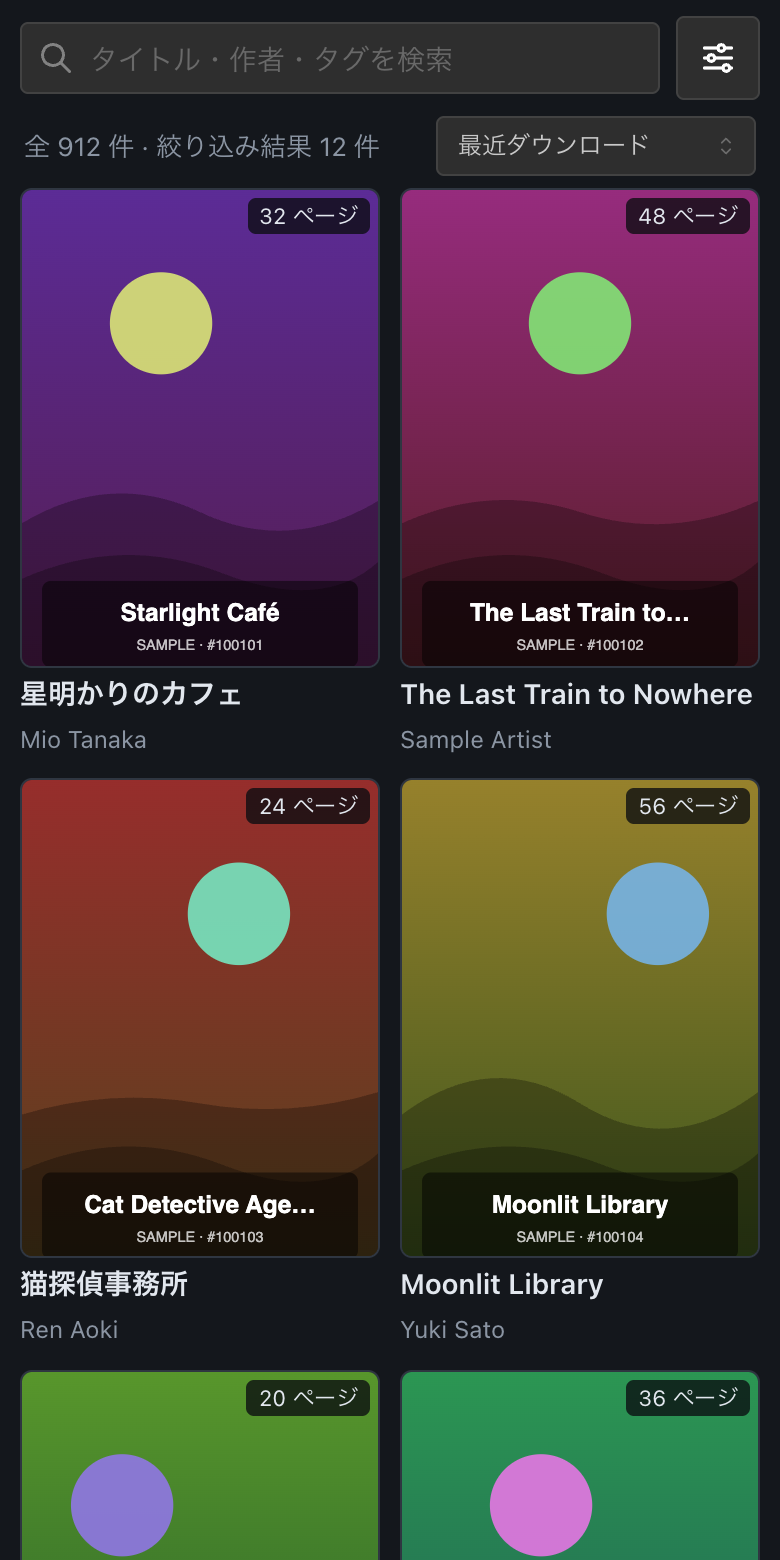 タイトル・作者・タグを検索
全 912 件 · 絞り込み結果 12 件
最近ダウンロード
32 ページ
Starlight Café
SAMPLE · #100101
星明かりのカフェ
Mio Tanaka
48 ページ
The Last Train to…
SAMPLE · #100102
The Last Train to Nowhere
Sample Artist
24 ページ
Cat Detective Age…
SAMPLE · #100103
猫探偵事務所
Ren Aoki
56 ページ
Moonlit Library
SAMPLE · #100104
Moonlit Library
Yuki Sato
20 ページ
36 ページ